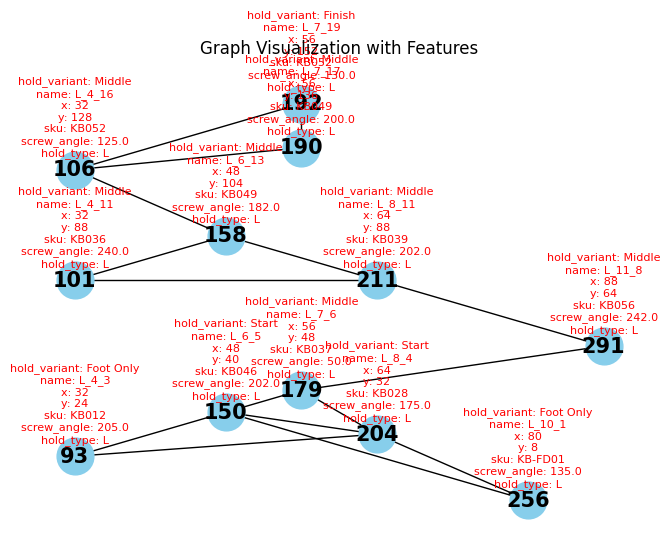 Graph Visualization with Features
hold_variant: Finish
name: L_7_19
x: 56
screw_angle: 130.0
hold_type: L
192
hold_variant: Middle
name: L_7_17
x: 56
KB049
screw_angle: 200.0
hold_type: L
190
hold_variant: Middle
name: L_4_16
x: 32
y: 128
sku: KB052
screw_angle: 125.0
hold_type: L
106
hold_variant: Middle
name: L_6_13
x: 48
y: 104
sku: KB049
screw_angle: 182.0
hold_type: L
158
hold_variant: Middle
name: L_4_11
x: 32
y: 88
sku: KB036
screw_angle: 240.0
hold_type: L
101
hold_variant: Middle
name: L_8_11
x: 64
y: 88
sku: KB039
screw_angle: 202.0
hold_type: L
211
hold_variant: Middle
name: L_11_8
x: 88
y: 64
sku: KB056
screw_angle: 242.0
hold_type: L
291
hold_variant: Middle
name: L_7_6
x: 56
y: 48
sku: KB037
screw_angle: 50.0
hold_type: L
179
hold_variant: Start
name: L_6_5
x: 48
y: 40
sku: KB046
screw_angle: 202.0
hold_type: L
150
hold_variant: Start
name: L_8_4
x: 64
y: 32
sku: KB028
screw_angle: 175.0
hold_type: L
204
hold_variant: Foot Only
name: L_4_3
x: 32
y: 24
sku: KB012
screw_angle: 205.0
hold_type: L
93
hold_variant: Foot Only
name: L_10_1
x: 80
y: 8
sku: KB-FD01
screw_angle: 135.0
hold_type: L
256